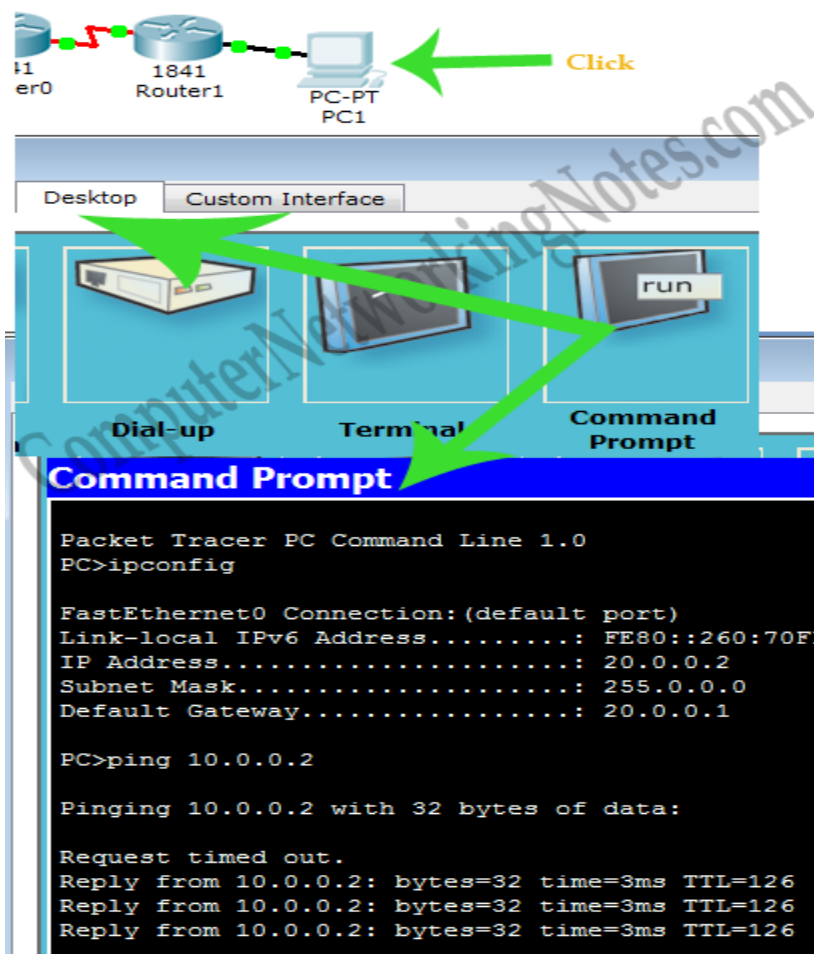 Click
41
er0
1841
Router1
PC-PT
PC1
ComputerNetworkingNotes.com
Desktop
Custom Interface
run
Dial-up
Terminal
Command
Prompt
Command Prompt
Packet Tracer PC Command Line 1.0
PC>ipconfig
FastEthernet0 Connection:(default port)
Link-local IPv6 Address.........: FE80::260:70F
IP Address......................: 20.0.0.2
Subnet Mask.....................: 255.0.0.0
Default Gateway.................: 20.0.0.1
PC>ping 10.0.0.2
Pinging 10.0.0.2 with 32 bytes of data:
Request timed out.
Reply from 10.0.0.2: bytes=32 time=3ms TTL=126
Reply from 10.0.0.2: bytes=32 time=3ms TTL=126
Reply from 10.0.0.2: bytes=32 time=3ms TTL=126